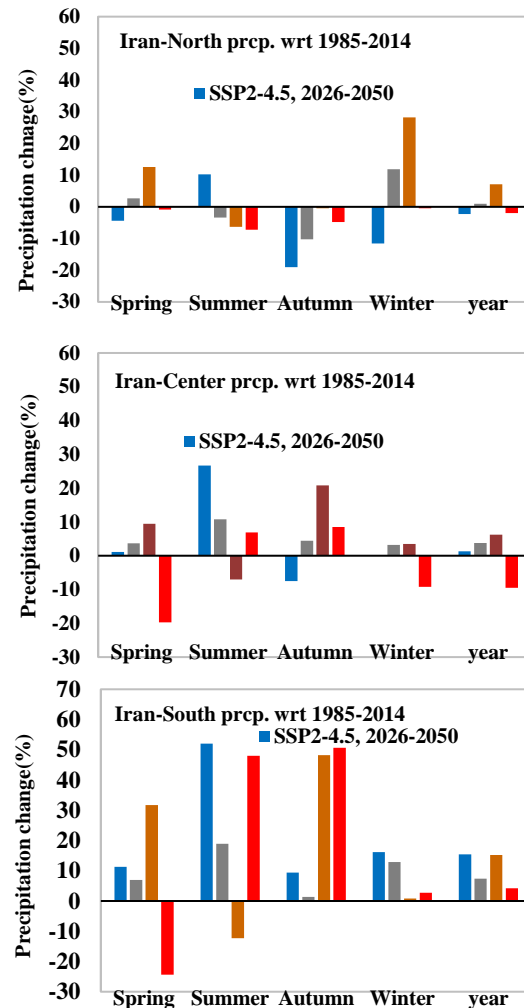 60
Iran-North prcp. wrt 1985-2014
50
40
SSP2-4.5, 2026-2050
30
20
10
0
-10
-20
-30
Precipitation chnage(%)
Spring Summer Autumn Winter year
60
Iran-Center prcp. wrt 1985-2014
50
40
SSP2-4.5, 2026-2050
30
20
10
0
-10
-20
-30
Precipitation change(%)
Spring Summer Autumn Winter year
70
Iran-South prcp. wrt 1985-2014
60
SSP2-4.5, 2026-2050
50
40
30
20
10
0
-10
-20
-30
Precipitation change(%)
Spring Summer Autumn Winter year